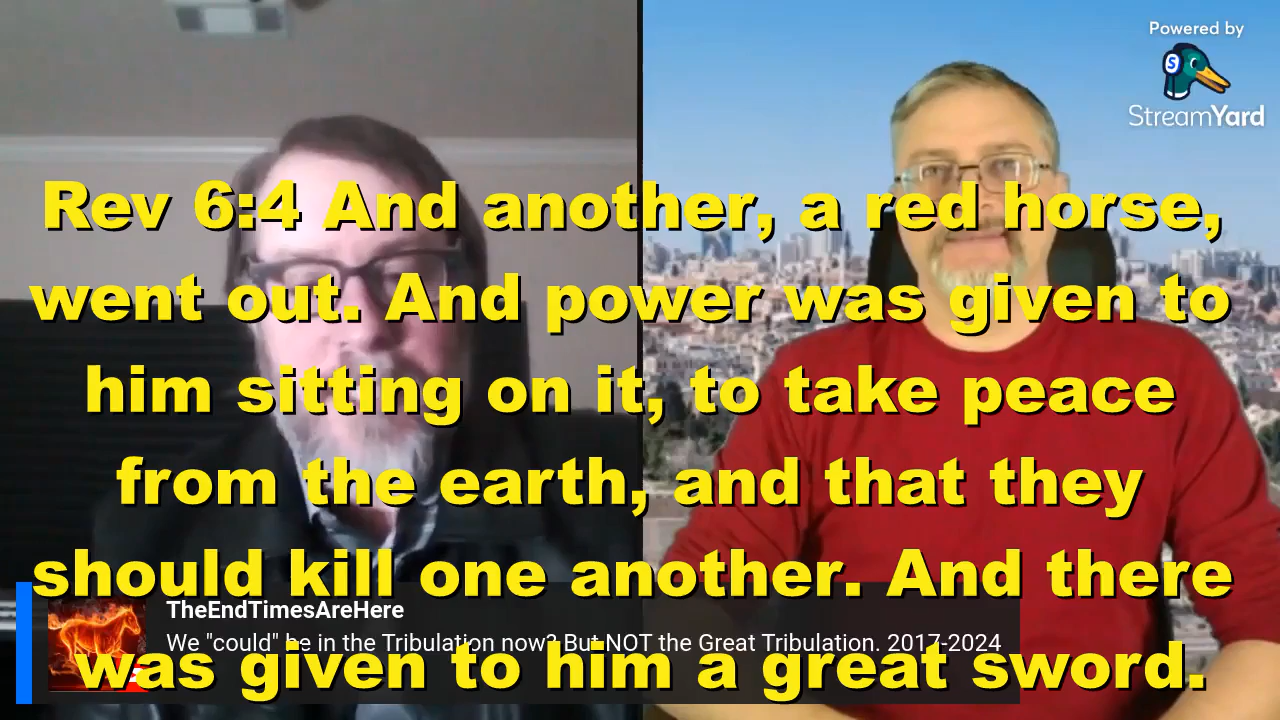 Powered by
StreamYard
Rev 6:4 And another, a red horse,
went out. And power was given to
him sitting on it, to take peace
from the earth, and that they
should kill one another. And there
was given to him a great sword.
TheEndTimesAreHere
We "could" be in the Tribulation now? But NOT the Great Tribulation. 2017-2024